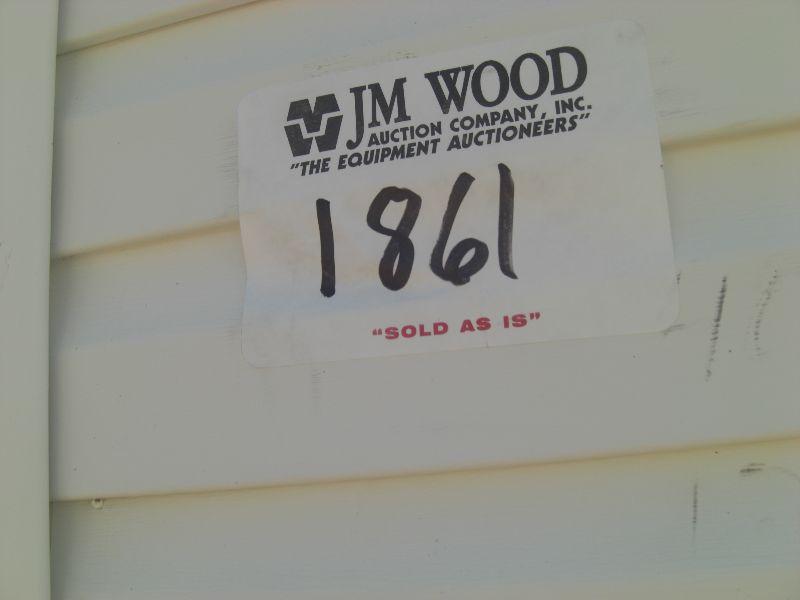 JM WOOD
AUCTION COMPANY, INC.
"THE EQUIPMENT AUCTIONEERS"
1861
"SOLD AS IS"